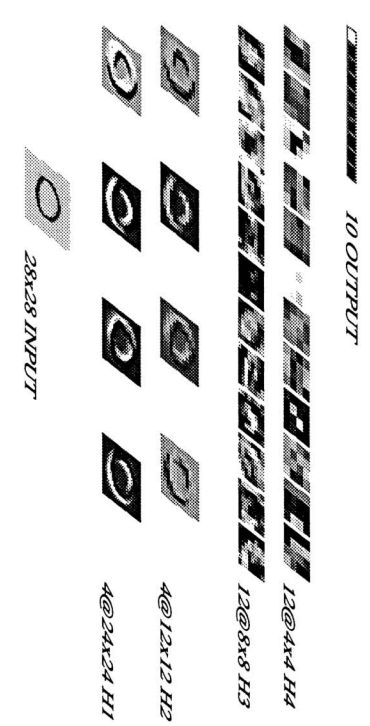 10 OUTPUT
12@4x4 H4
12@8x8 H3
4@12x12 H2
4@24x24 H1
28x28 INPUT